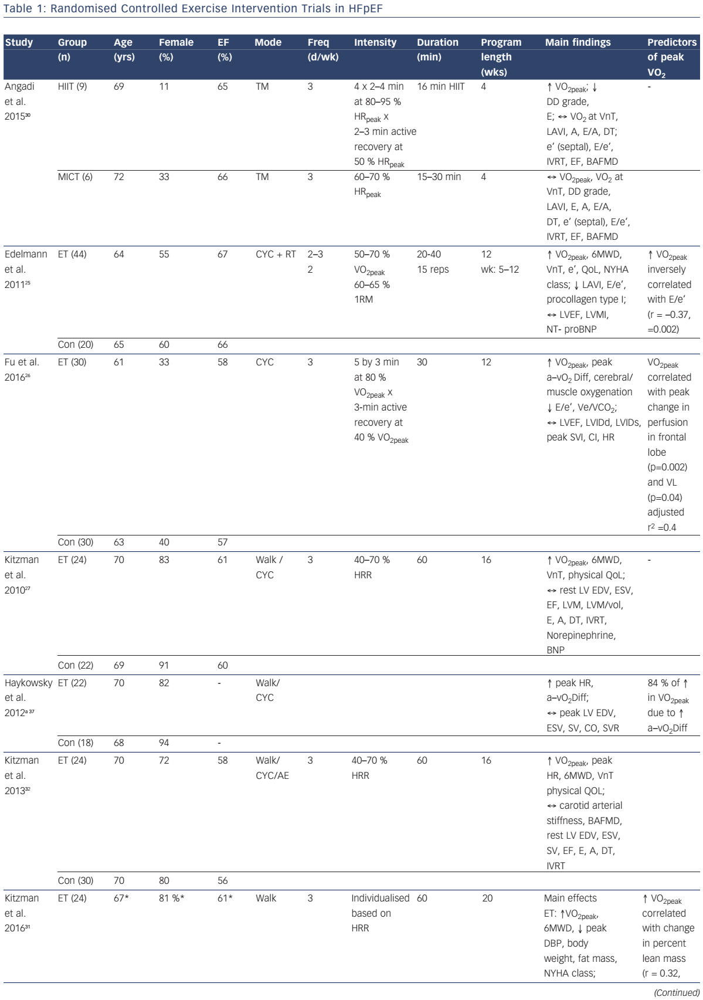 Table 1: Randomised Controlled Exercise Intervention Trials in HFpEF
Study Group Age Female EF Mode Freq Intensity Duration Program Main findings Predictors
(n) (yrs) (%) (%) (d/wk) (min) length of peak
(wks) VO2
Angadi HIIT (9) 69 11 65 TM 3 4 x 2–4 min 16 min HIIT 4 ↑ VO2peak; ↓ -
et al. at 80–95 % DD grade,
2015³⁰ HRpeak x E; ↔ VO2 at VnT,
2–3 min active LAVI, A, E/A, DT;
recovery at e’ (septal), E/e’,
50 % HRpeak IVRT, EF, BAFMD
MICT (6) 72 33 66 TM 3 60–70 % 15–30 min 4 ↔ VO2peak, VO2 at
HRpeak VnT, DD grade,
LAVI, E, A, E/A,
DT, e’ (septal), E/e’,
IVRT, EF, BAFMD
Edelmann ET (44) 64 55 67 CYC + RT 2–3 50–70 % 20-40 12 ↑ VO2peak, 6MWD, ↑ VO2peak
et al. 2 VO2peak 15 reps wk: 5–12 VnT, e’, QoL, NYHA inversely
2011²⁵ 60–65 % class; ↓ LAVI, E/e’, correlated
1RM procollagen type I; with E/e’
↔ LVEF, LVMI, (r = –0.37,
NT- proBNP =0.002)
Con (20) 65 60 66
Fu et al. ET (30) 61 33 58 CYC 3 5 by 3 min 30 12 ↑ VO2peak, peak VO2peak
2016²⁶ at 80 % a–vO2 Diff, cerebral/ correlated
VO2peak x muscle oxygenation with peak
3-min active ↓ E/e’, Ve/VCO2; change in
recovery at ↔ LVEF, LVIDd, LVIDs, perfusion
40 % VO2peak peak SVI, CI, HR in frontal
lobe
(p=0.002)
and VL
(p=0.04)
adjusted
r² =0.4
Con (30) 63 40 57
Kitzman ET (24) 70 83 61 Walk / 3 40–70 % 60 16 ↑ VO2peak, 6MWD, -
et al. CYC HRR VnT, physical QoL;
2010²⁷ ↔ rest LV EDV, ESV,
EF, LVM, LVM/vol,
E, A, DT, IVRT,
Norepinephrine,
BNP
Con (22) 69 91 60
Haykowsky ET (22) 70 82 - Walk/ ↑ peak HR, 84 % of ↑
et al. CYC a–vO2Diff; in VO2peak
2012ᵃ ³⁷ ↔ peak LV EDV, due to ↑
ESV, SV, CO, SVR a–vO2Diff
Con (18) 68 94 -
Kitzman ET (24) 70 72 58 Walk/ 3 40–70 % 60 16 ↑ VO2peak, peak
et al. CYC/AE HRR HR, 6MWD, VnT
2013³² physical QOL;
↔ carotid arterial
stiffness, BAFMD,
rest LV EDV, ESV,
SV, EF, E, A, DT,
IVRT
Con (30) 70 80 56
Kitzman ET (24) 67* 81 %* 61* Walk 3 Individualised 60 20 Main effects ↑ VO2peak
et al. based on ET: ↑VO2peak, correlated
2016³¹ HRR 6MWD, ↓ peak with change
DBP, body in percent
weight, fat mass, lean mass
NYHA class; (r = 0.32,
(Continued)